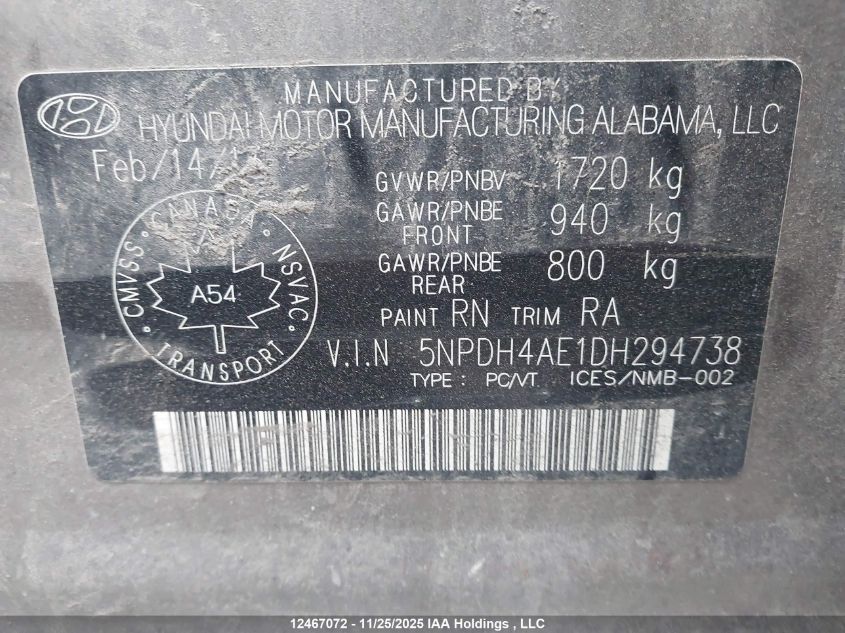 MANUFACTURED BY
HYUNDAI MOTOR MANUFACTURING ALABAMA, LLC
Feb/14/
GVWR/PNBV 1720 kg
GAWR/PNBE FRONT 940 kg
GAWR/PNBE REAR 800 kg
PAINT RN TRIM RA
V.I.N 5NPDH4AE1DH294738
TYPE: PC/VT ICES/NMB-002
CANADA
CMVSS · NSVAC
A54
TRANSPORT
12467072 - 11/25/2025 IAA Holdings , LLC